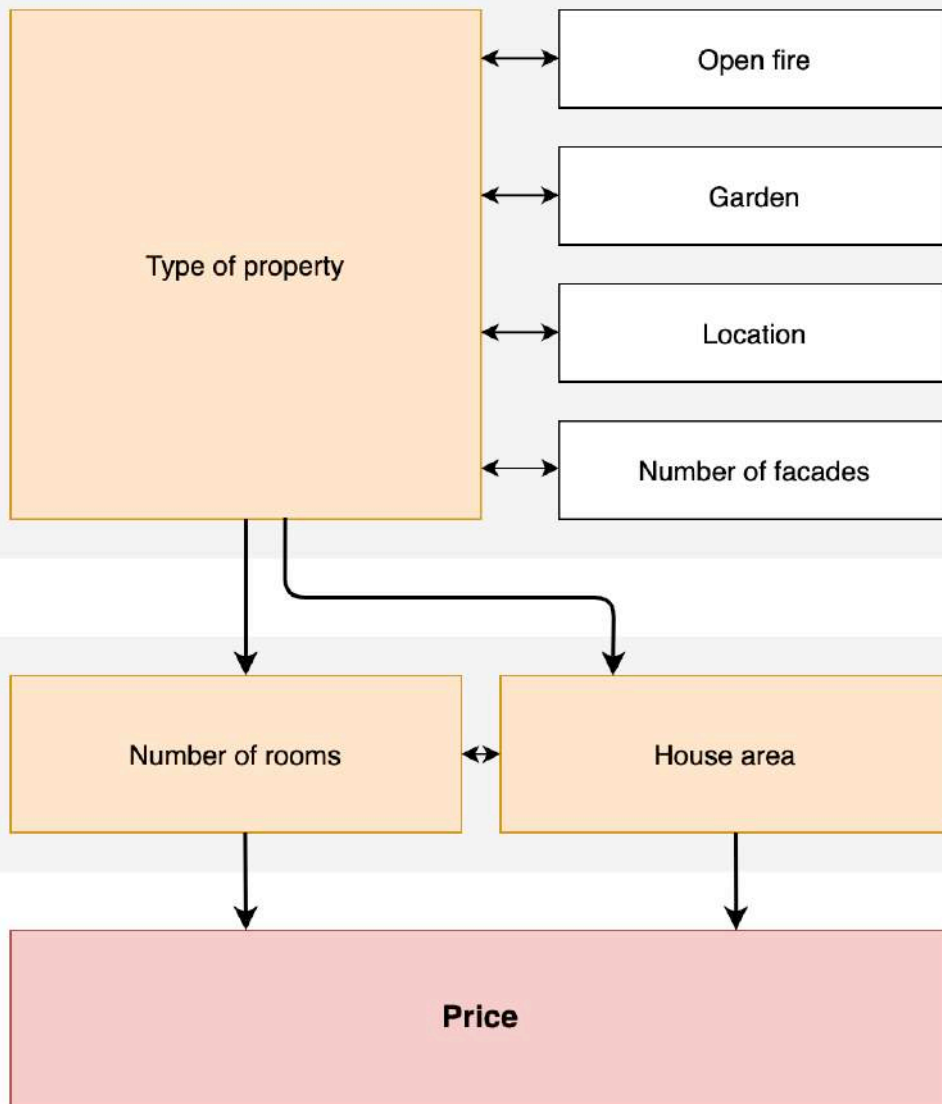 Open fire
Garden
Type of property
Location
Number of facades
Number of rooms
House area
Price